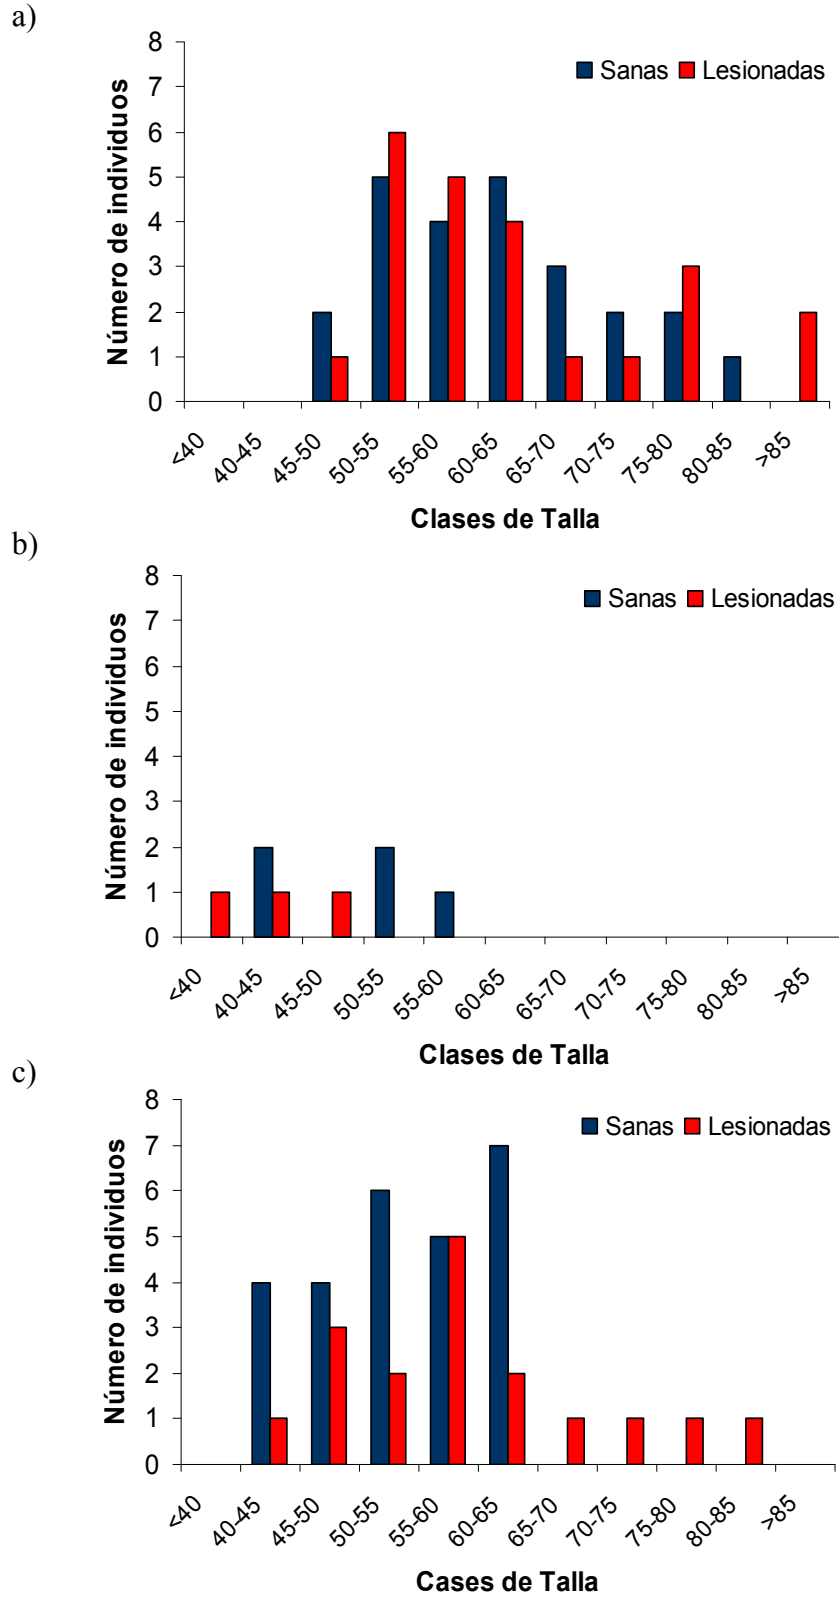 a)
Sanas Lesionadas
Número de individuos
8
7
6
5
4
3
2
1
0
<40 40-45 45-50 50-55 55-60 60-65 65-70 70-75 75-80 80-85 >85
Clases de Talla
b)
Sanas Lesionadas
Número de individuos
8
7
6
5
4
3
2
1
0
<40 40-45 45-50 50-55 55-60 60-65 65-70 70-75 75-80 80-85 >85
Clases de Talla
c)
Sanas Lesionadas
Número de individuos
8
7
6
5
4
3
2
1
0
<40 40-45 45-50 50-55 55-60 60-65 65-70 70-75 75-80 80-85 >85
Cases de Talla